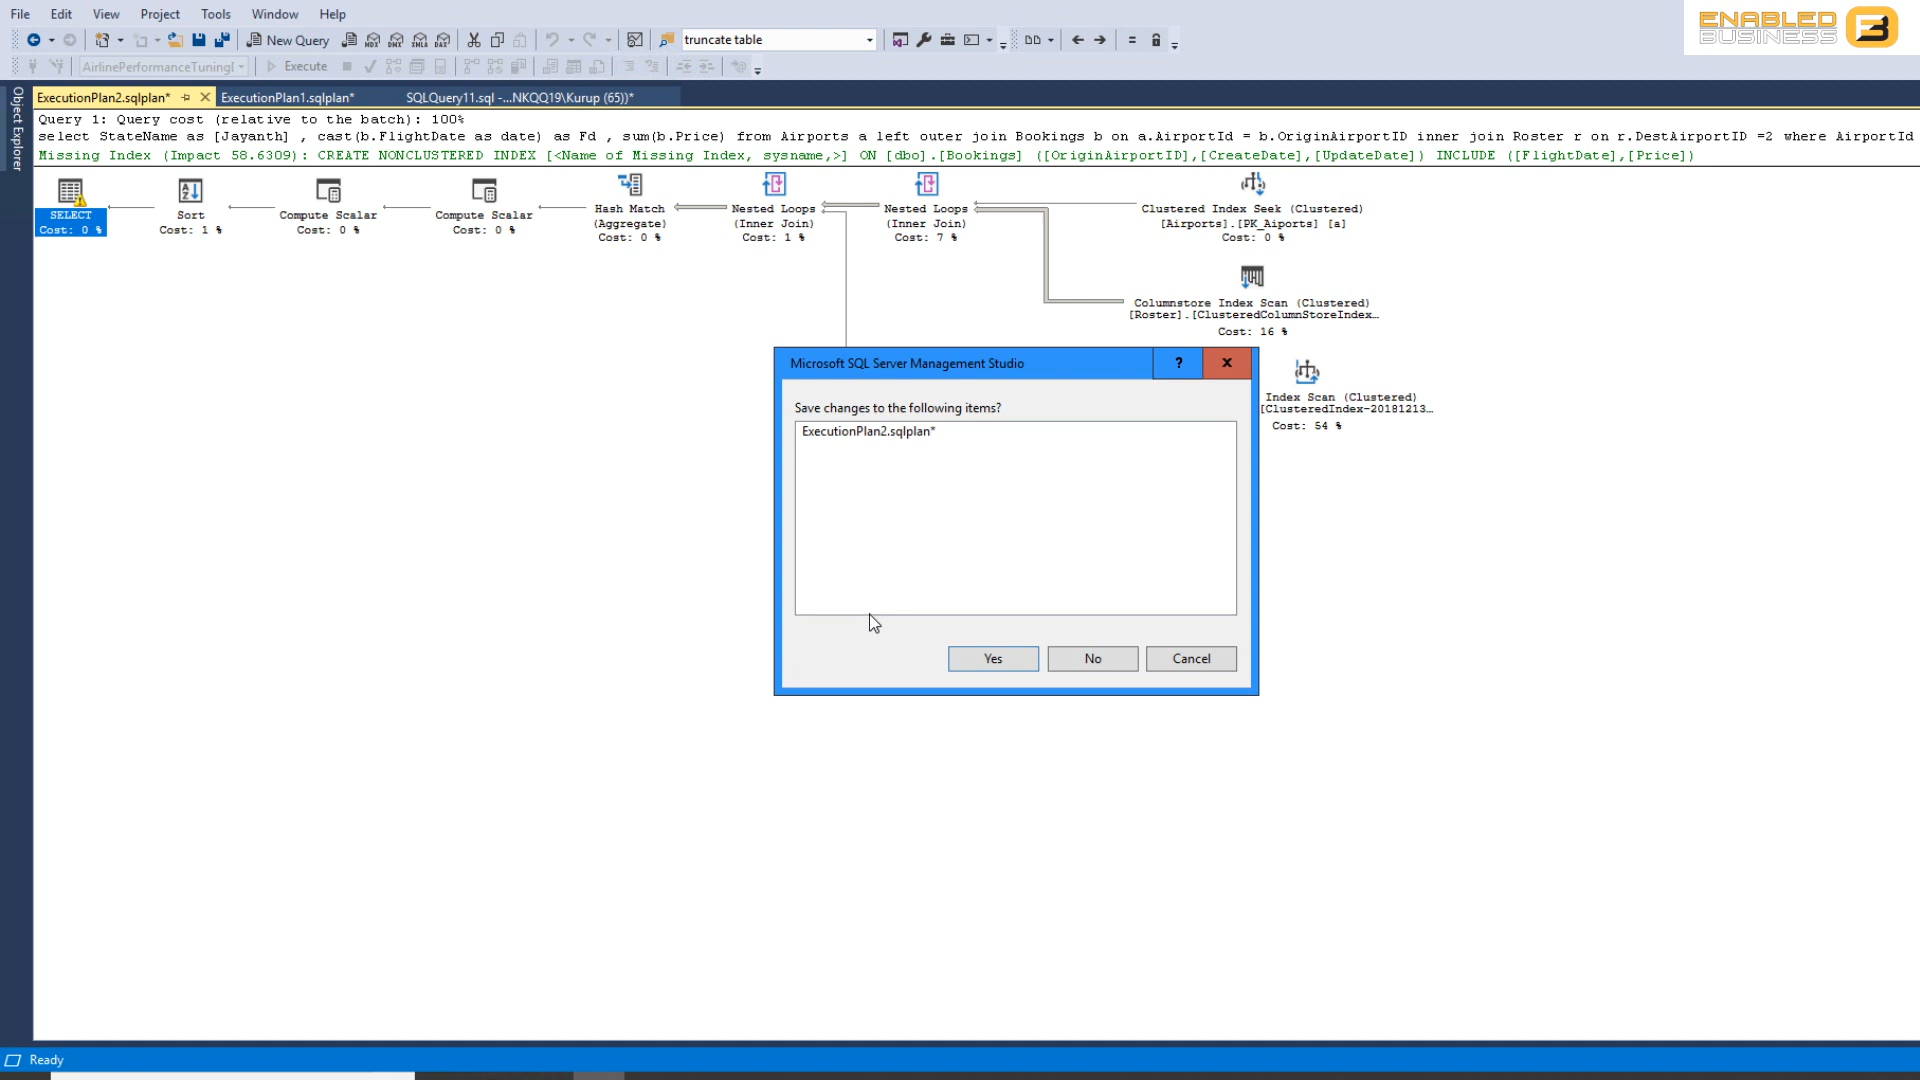 File Edit View Project Tools Window Help
ENABLED
BUSINESS
New Query
MDX DMX XMLA DAX
truncate table
AirlinePerformanceTuningI
Execute
ExecutionPlan2.sqlplan*
ExecutionPlan1.sqlplan*
SQLQuery11.sql -...NKQQ19\Kurup (65))*
Object Explorer
Query 1: Query cost (relative to the batch): 100%
select StateName as [Jayanth] , cast(b.FlightDate as date) as Fd , sum(b.Price) from Airports a left outer join Bookings b on a.AirportId = b.OriginAirportID inner join Roster r on r.DestAirportID =2 where AirportId
Missing Index (Impact 58.6309): CREATE NONCLUSTERED INDEX [<Name of Missing Index, sysname,>] ON [dbo].[Bookings] ([OriginAirportID],[CreateDate],[UpdateDate]) INCLUDE ([FlightDate],[Price])
SELECT
Cost: 0 %
Sort
Cost: 1 %
Compute Scalar
Cost: 0 %
Compute Scalar
Cost: 0 %
Hash Match
(Aggregate)
Cost: 0 %
Nested Loops
(Inner Join)
Cost: 1 %
Nested Loops
(Inner Join)
Cost: 7 %
Clustered Index Seek (Clustered)
[Airports].[PK_Aiports] [a]
Cost: 0 %
Columnstore Index Scan (Clustered)
[Roster].[ClusteredColumnStoreIndex…
Cost: 16 %
Index Scan (Clustered)
[ClusteredIndex-20181213…
Cost: 54 %
Microsoft SQL Server Management Studio
?
Save changes to the following items?
ExecutionPlan2.sqlplan*
Yes
No
Cancel
Ready